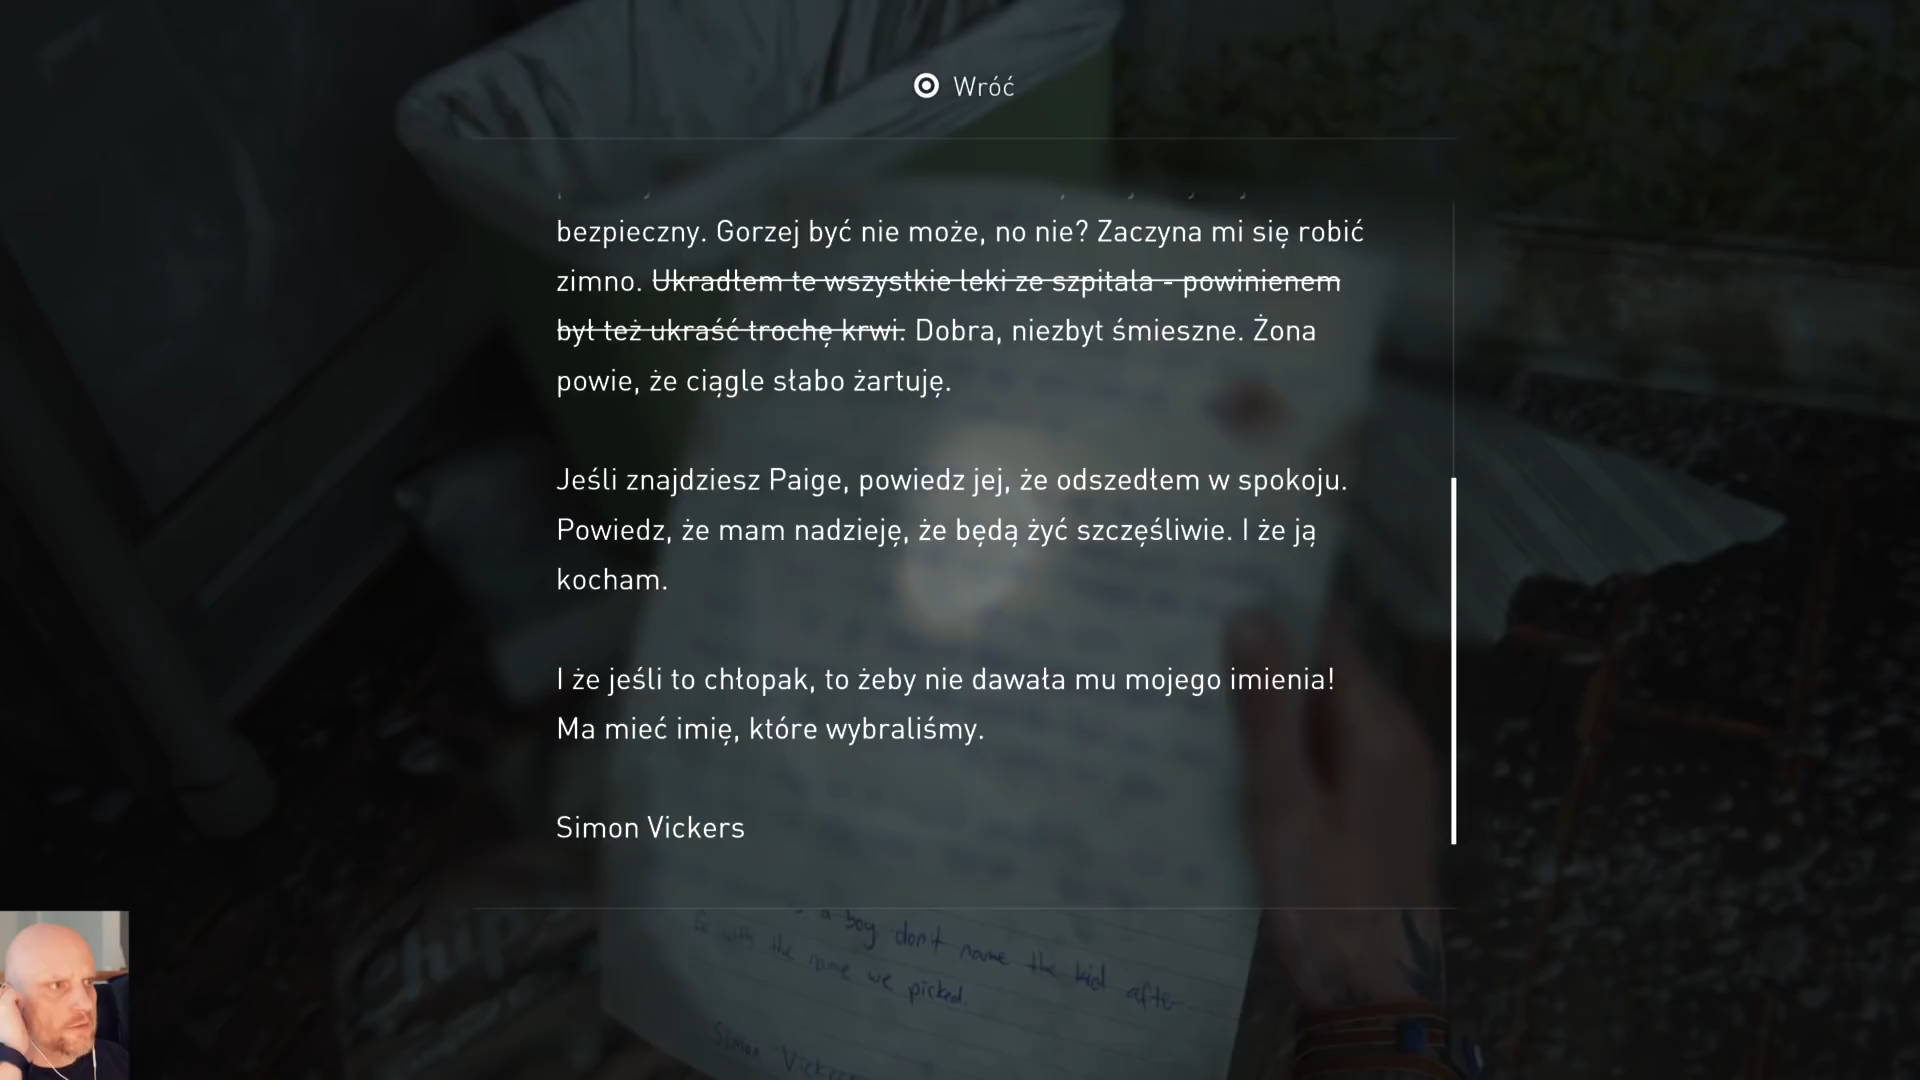 Wróć
bezpieczny. Gorzej być nie może, no nie? Zaczyna mi się robić
zimno. Ukradłem te wszystkie leki ze szpitala - powinienem
był też ukraść trochę krwi. Dobra, niezbyt śmieszne. Żona
powie, że ciągle słabo żartuję.
Jeśli znajdziesz Paige, powiedz jej, że odszedłem w spokoju.
Powiedz, że mam nadzieję, że będą żyć szczęśliwie. I że ją
kocham.
I że jeśli to chłopak, to żeby nie dawała mu mojego imienia!
Ma mieć imię, które wybraliśmy.
Simon Vickers
a boy don't name the kid after
with the name we picked.
Simon Vickers